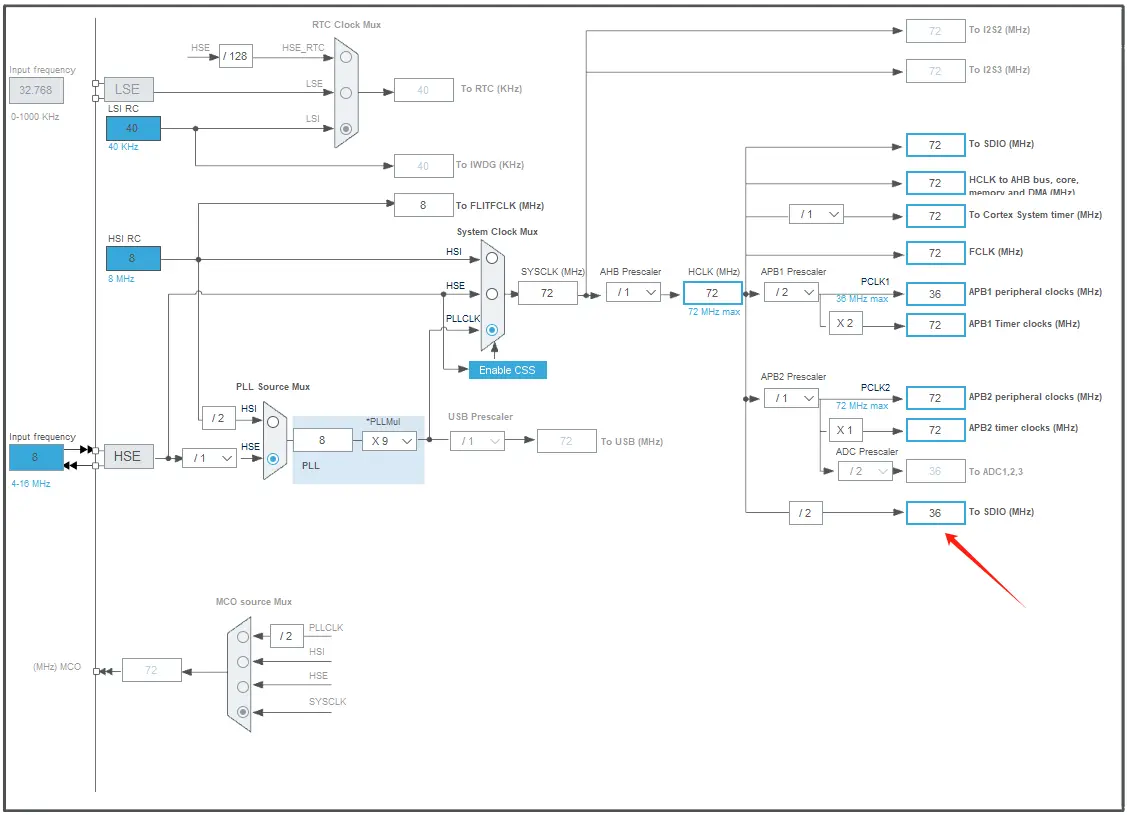 RTC Clock Mux
HSE
/ 128
HSE_RTC
72
To I2S2 (MHz)
Input frequency
32.768
0-1000 KHz
LSE
LSE
40
To RTC (KHz)
72
To I2S3 (MHz)
LSI RC
40
40 KHz
LSI
40
To IWDG (KHz)
8
To FLITFCLK (MHz)
72
To SDIO (MHz)
72
HCLK to AHB bus, core,
memory and DMA (MHz)
/ 1
72
To Cortex System timer (MHz)
72
FCLK (MHz)
HSI RC
8
8 MHz
System Clock Mux
HSI
HSE
PLLCLK
SYSCLK (MHz)
72
AHB Prescaler
/ 1
HCLK (MHz)
72
72 MHz max
APB1 Prescaler
/ 2
PCLK1
36 MHz max
36
APB1 peripheral clocks (MHz)
X 2
72
APB1 Timer clocks (MHz)
Enable CSS
PLL Source Mux
/ 2
HSI
HSE
/ 1
8
*PLLMul
X 9
PLL
USB Prescaler
/ 1
72
To USB (MHz)
Input frequency
8
4-16 MHz
HSE
APB2 Prescaler
/ 1
PCLK2
72 MHz max
72
APB2 peripheral clocks (MHz)
X 1
72
APB2 timer clocks (MHz)
ADC Prescaler
/ 2
36
To ADC1,2,3
/ 2
36
To SDIO (MHz)
MCO source Mux
/ 2
PLLCLK
HSI
HSE
SYSCLK
(MHz) MCO
72